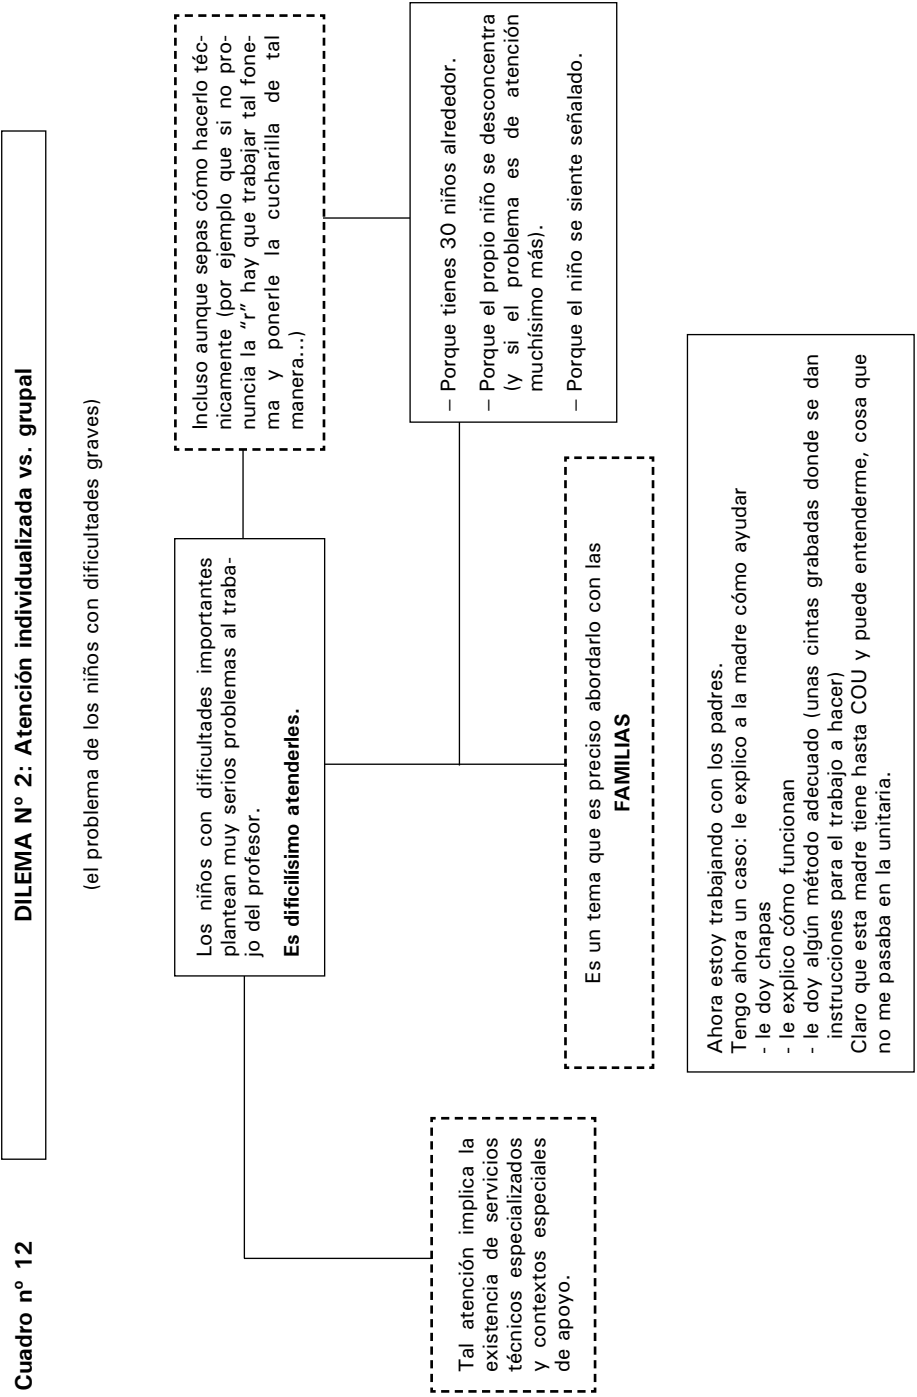 Cuadro nº 12
DILEMA Nº 2: Atención individualizada vs. grupal
(el problema de los niños con dificultades graves)
Los niños con dificultades importantes
plantean muy serios problemas al traba-
jo del profesor.
Es dificilísimo atenderles.
Incluso aunque sepas cómo hacerlo téc-
nicamente (por ejemplo que si no pro-
nuncia la “r” hay que trabajar tal fone-
ma y ponerle la cucharilla de tal
manera...)
Tal atención implica la
existencia de servicios
técnicos especializados
y contextos especiales
de apoyo.
– Porque tienes 30 niños alrededor.
– Porque el propio niño se desconcentra
(y si el problema es de atención
muchísimo más).
– Porque el niño se siente señalado.
Es un tema que es preciso abordarlo con las
FAMILIAS
Ahora estoy trabajando con los padres.
Tengo ahora un caso: le explico a la madre cómo ayudar
- le doy chapas
- le explico cómo funcionan
- le doy algún método adecuado (unas cintas grabadas donde se dan
instrucciones para el trabajo a hacer)
Claro que esta madre tiene hasta COU y puede entenderme, cosa que
no me pasaba en la unitaria.